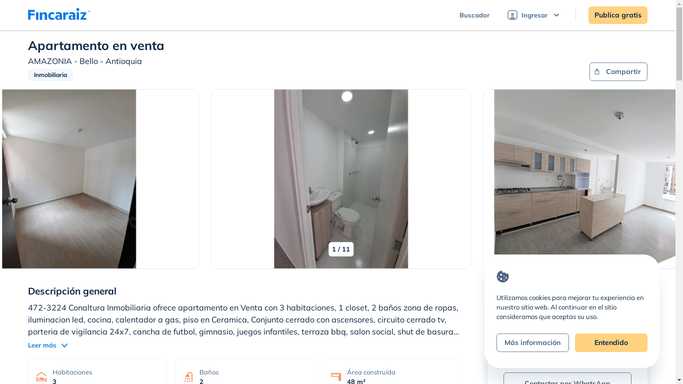 Fincaraiz
Buscador
Ingresar
Publica gratis
Apartamento en venta
AMAZONIA - Bello - Antioquia
Inmobiliaria
Compartir
1 / 11
Descripción general
472-3224 Conaltura Inmobiliaria ofrece apartamento en Venta con 3 habitaciones, 1 closet, 2 baños zona de ropas,
iluminacion led, cocina, calentador a gas, piso en Ceramica, Conjunto cerrado con ascensores, circuito cerrado tv,
porteria de vigilancia 24x7, cancha de futbol, gimnasio, juegos infantiles, terraza bbq, salon social, shut de basura...
Leer más
Habitaciones
3
Baños
2
Área construida
48 m²
Utilizamos cookies para mejorar tu experiencia en
nuestro sitio web. Al continuar en el sitio
consideramos que aceptas su uso.
Más información
Entendido
Contactar por WhatsApp